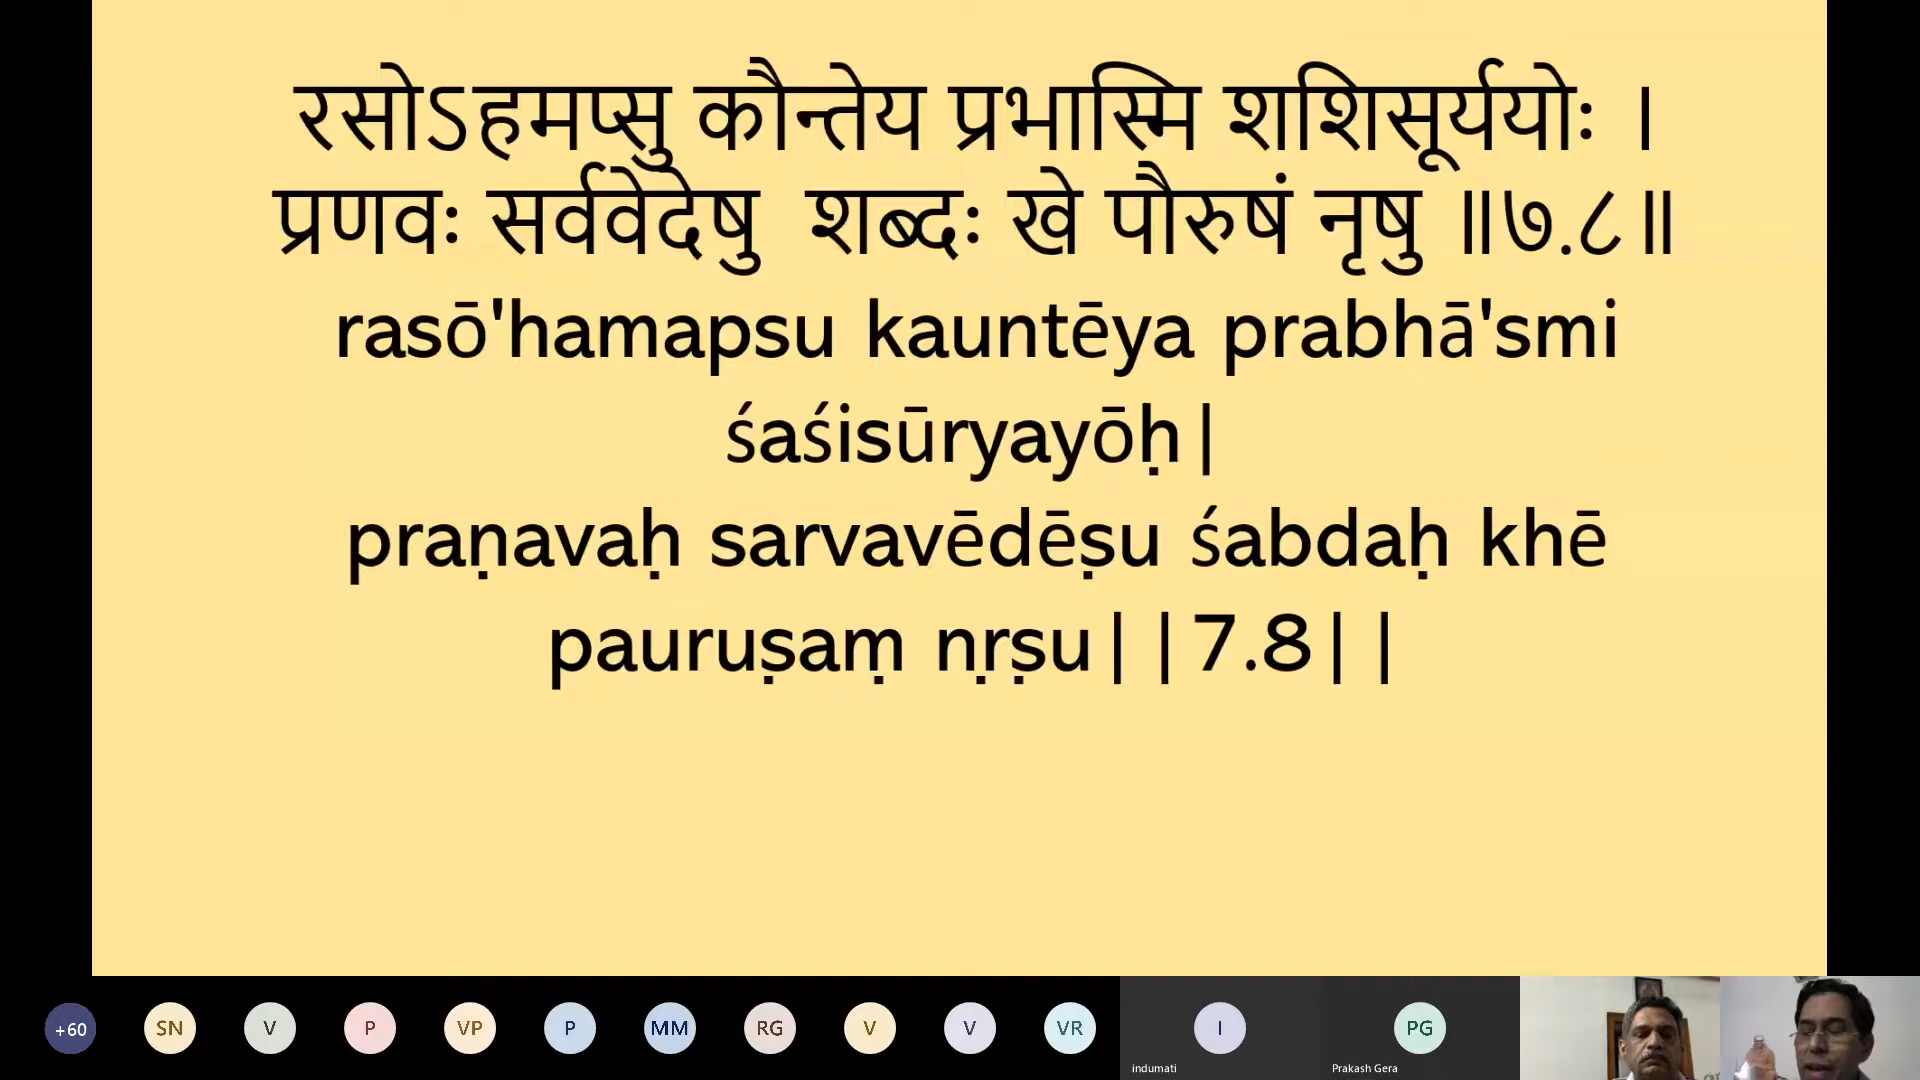 रसोऽहमप्सु कौन्तेय प्रभास्मि शशिसूर्ययोः ।
प्रणवः सर्ववेदेषु शब्दः खे पौरुषं नृषु ॥७.८॥
rasō'hamapsu kauntēya prabhā'smi
śaśisūryayōḥ|
praṇavaḥ sarvavēdēṣu śabdaḥ khē
pauruṣaṃ nṛṣu||7.8||
+60 SN V P VP P MM RG V V VR I PG
indumati Prakash Gera